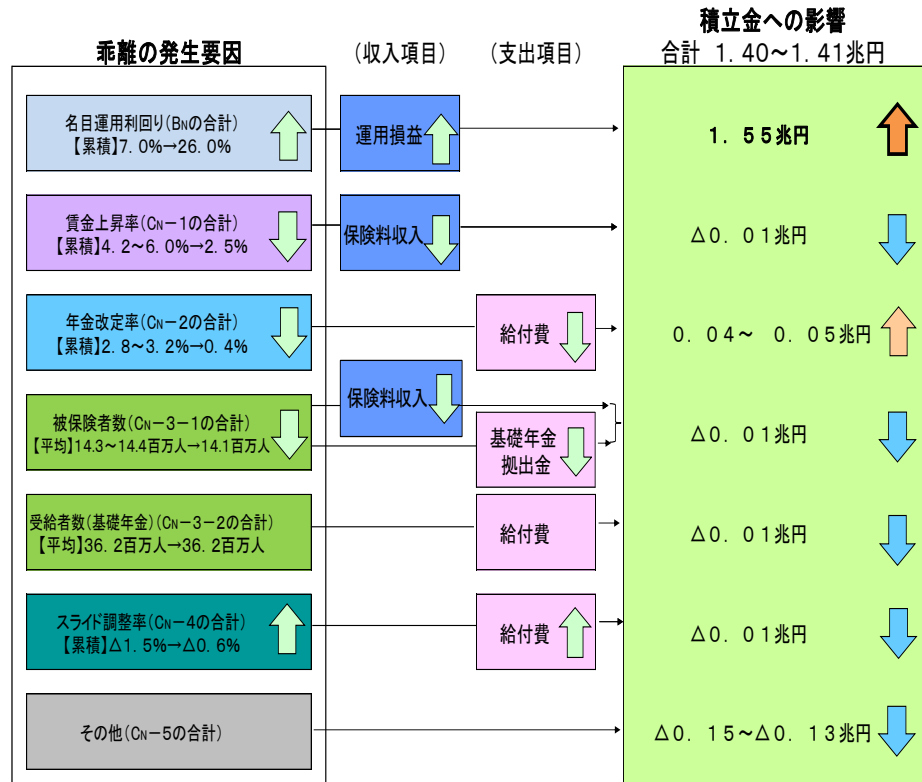 乖離の発生要因
(収入項目)
(支出項目)
積立金への影響
合計 1.40～1.41兆円
名目運用利回り(BNの合計)
【累積】7.0%→26.0%
運用損益
1.55兆円
賃金上昇率(CN－1の合計)
【累積】4.2～6.0%→2.5%
保険料収入
Δ0.01兆円
年金改定率(CN－2の合計)
【累積】2.8～3.2%→0.4%
給付費
0.04～ 0.05兆円
保険料収入
被保険者数(CN－3－1の合計)
【平均】14.3～14.4百万人→14.1百万人
基礎年金
拠出金
Δ0.01兆円
受給者数(基礎年金)(CN－3－2の合計)
【平均】36.2百万人→36.2百万人
給付費
Δ0.01兆円
スライド調整率(CN－4の合計)
【累積】Δ1.5%→Δ0.6%
給付費
Δ0.01兆円
その他(CN－5の合計)
Δ0.15～Δ0.13兆円